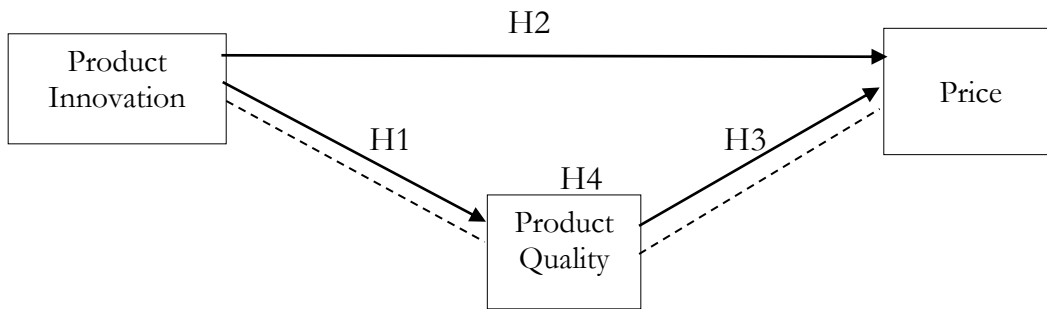 H2
Product
Innovation
Price
H1
H3
H4
Product
Quality